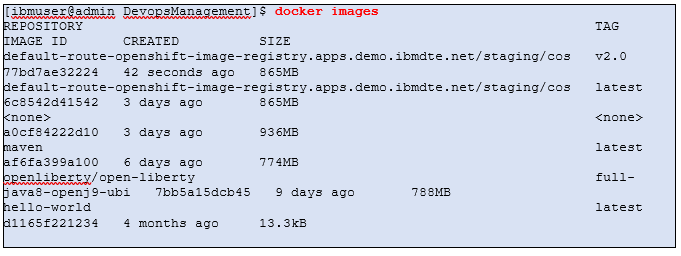 [ibmuser@admin DevopsManagement]$ docker images
REPOSITORY TAG
IMAGE ID CREATED SIZE
default-route-openshift-image-registry.apps.demo.ibmdte.net/staging/cos v2.0
77bd7ae32224 42 seconds ago 865MB
default-route-openshift-image-registry.apps.demo.ibmdte.net/staging/cos latest
6c8542d41542 3 days ago 865MB
<none> <none>
a0cf84222d10 3 days ago 936MB
maven latest
af6fa399a100 6 days ago 774MB
openliberty/open-liberty full-
java8-openj9-ubi 7bb5a15dcb45 9 days ago 788MB
hello-world latest
d1165f221234 4 months ago 13.3kB